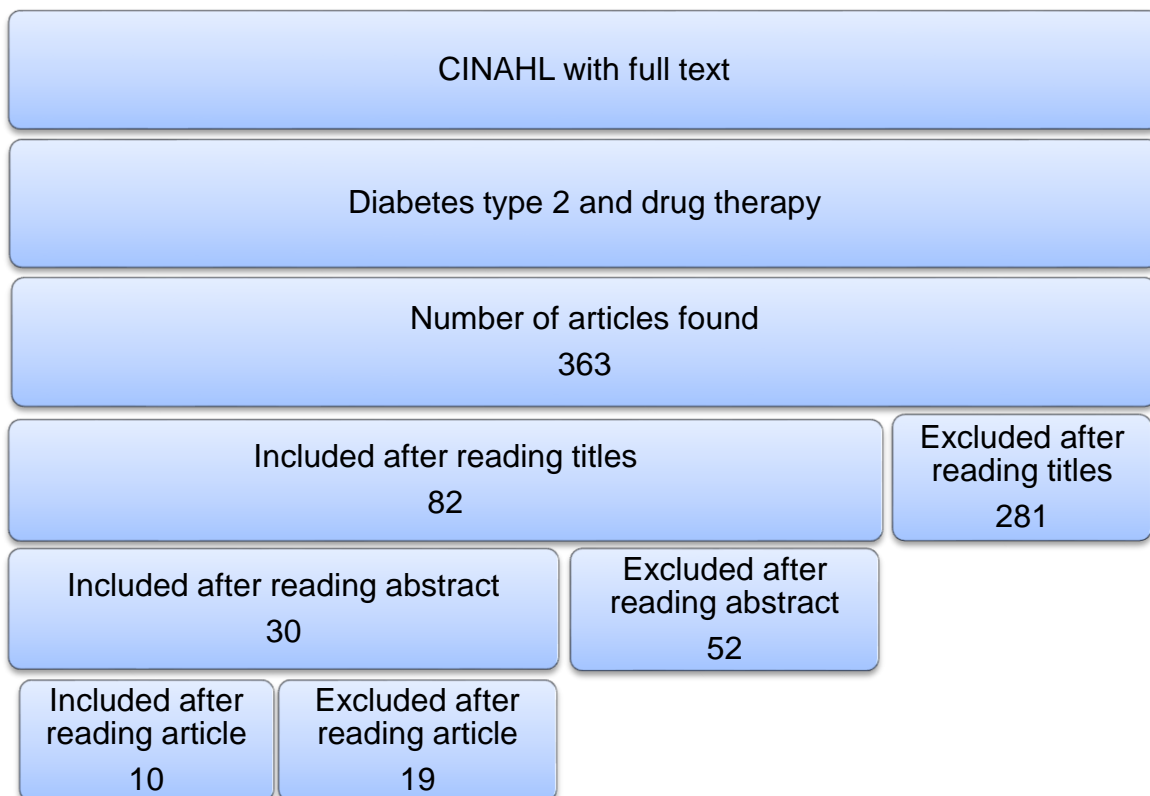 CINAHL with full text
Diabetes type 2 and drug therapy
Number of articles found
363
Included after reading titles
82
Excluded after
reading titles
281
Included after reading abstract
30
Excluded after
reading abstract
52
Included after
reading article
10
Excluded after
reading article
19